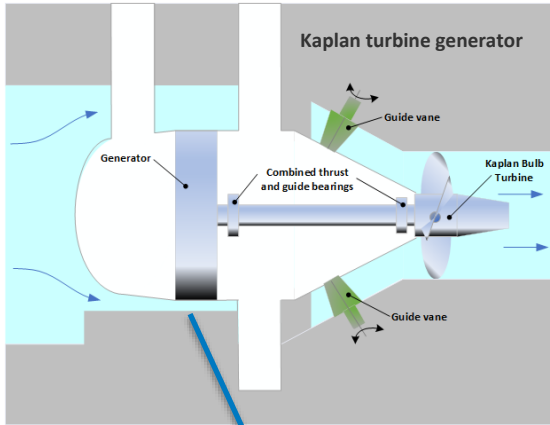 Kaplan turbine generator
Guide vane
Generator
Combined thrust
and guide bearings
Kaplan Bulb
Turbine
Guide vane